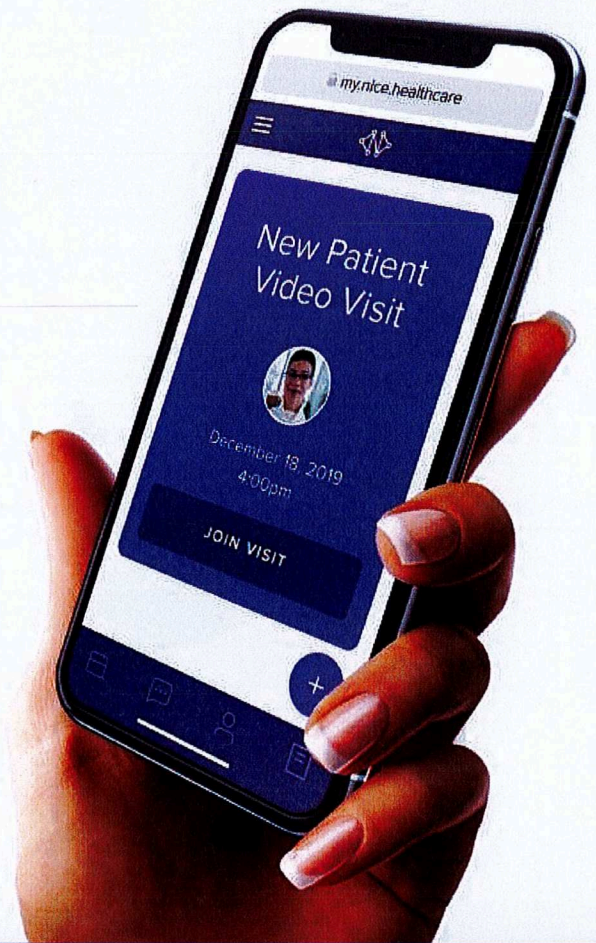 my.nice.healthcare
New Patient
Video Visit
December 18, 2019
4:00pm
JOIN VISIT